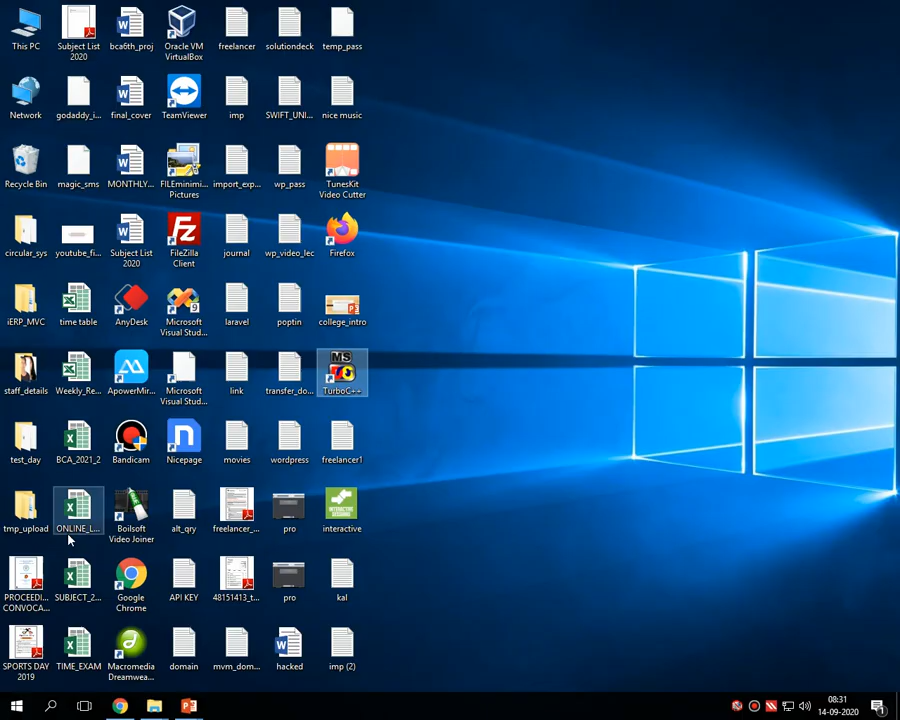 This PC
Subject List
2020
bca6th_proj
Oracle VM
VirtualBox
freelancer
solutiondeck
temp_pass
Network
godaddy_i...
final_cover
TeamViewer
imp
SWIFT_UNI...
nice music
Recycle Bin
magic_sms
MONTHLY...
FILEminimi...
Pictures
import_exp...
wp_pass
TunesKit
Video Cutter
circular_sys
youtube_fi...
Subject List
2020
FileZilla
Client
journal
wp_video_lec
Firefox
iERP_MVC
time table
AnyDesk
Microsoft
Visual Stud...
laravel
poptin
college_intro
staff_details
Weekly_Re...
ApowerMir...
Microsoft
Visual Stud...
link
transfer_do...
MS
TurboC++
test_day
BCA_2021_2
Bandicam
Nicepage
movies
wordpress
freelancer1
tmp_upload
ONLINE_L...
Boilsoft
Video Joiner
alt_qry
freelancer_...
pro
INTERACTIVE
SESSIONS
interactive
PROCEEDI...
CONVOCA...
SUBJECT_2...
Google
Chrome
API KEY
48151413_t...
pro
kal
SPORTS DAY
2019
TIME_EXAM
Macromedia
Dreamwea...
domain
mvm_dom...
hacked
imp (2)
08:31
14-09-2020